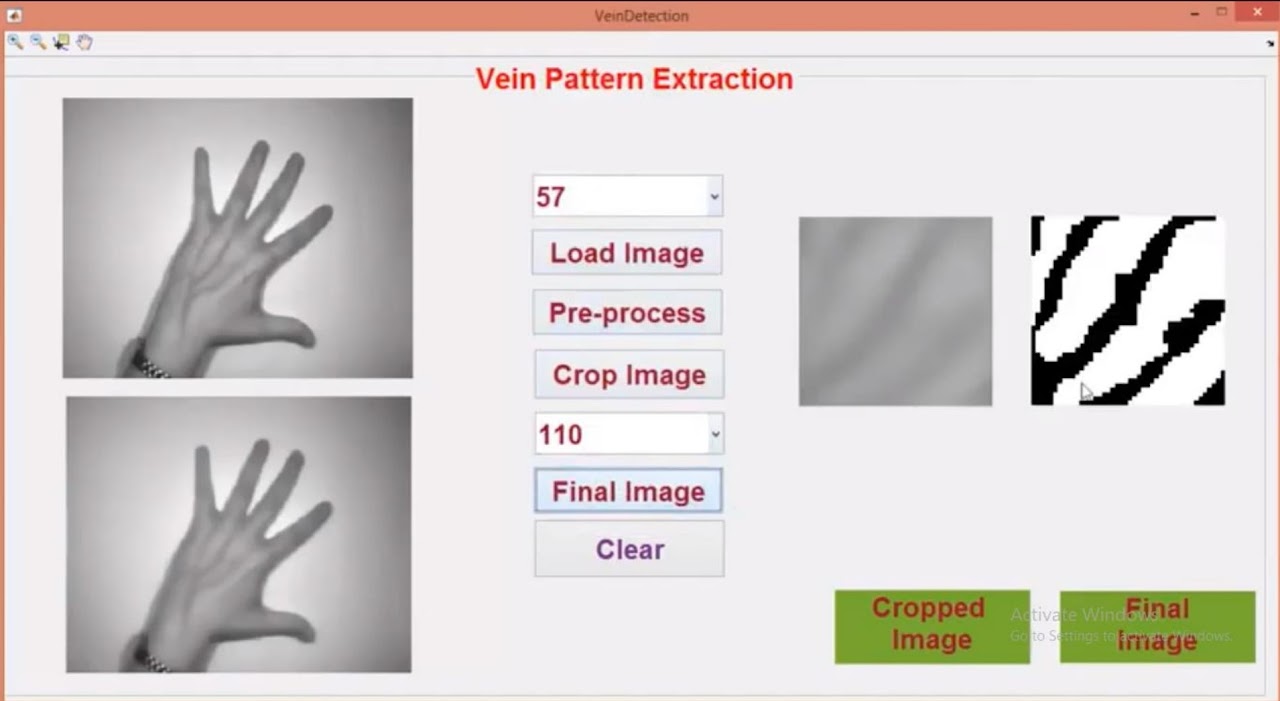 VeinDetection
Vein Pattern Extraction
57
Load Image
Pre-process
Crop Image
110
Final Image
Clear
Cropped
Image
Final
Image
Activate Windows
Go to Settings to activate Windows.